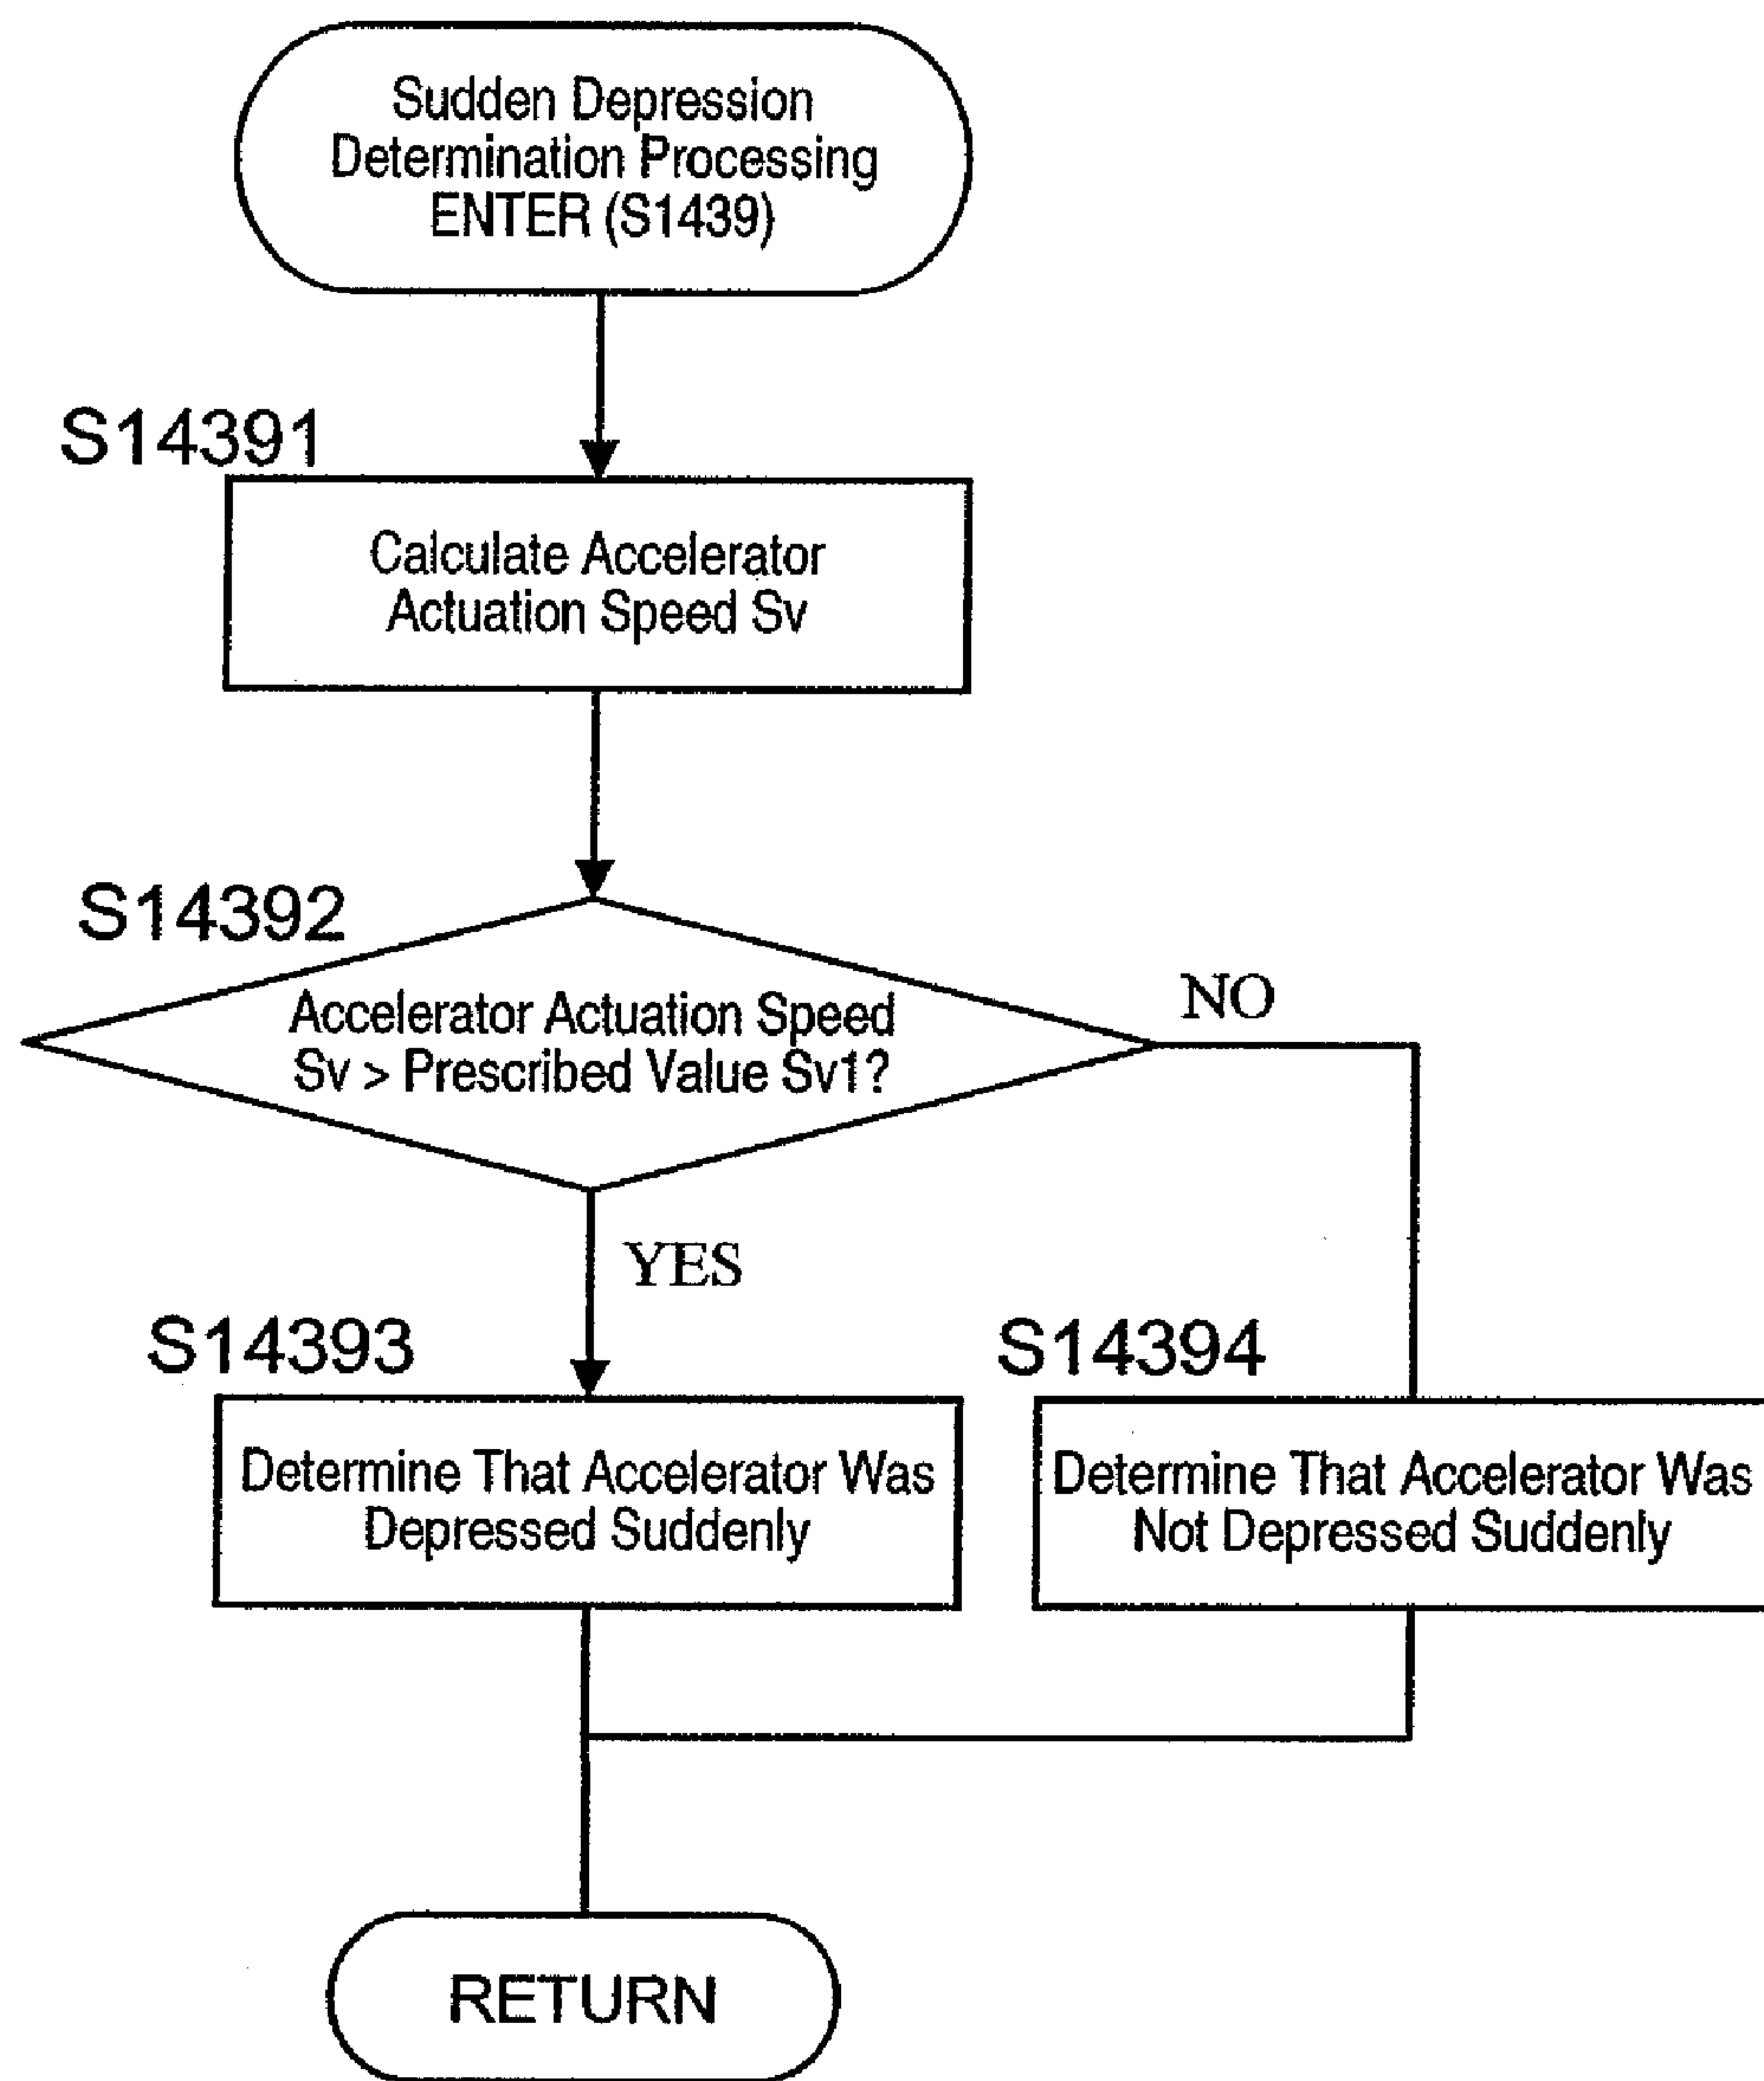 Sudden Depression
Determination Processing
ENTER (S1439)
S14391
Calculate Accelerator
Actuation Speed Sv
S14392
Accelerator Actuation Speed
Sv > Prescribed Value Sv1?
NO
YES
S14393
Determine That Accelerator Was
Depressed Suddenly
S14394
Determine That Accelerator Was
Not Depressed Suddenly
RETURN